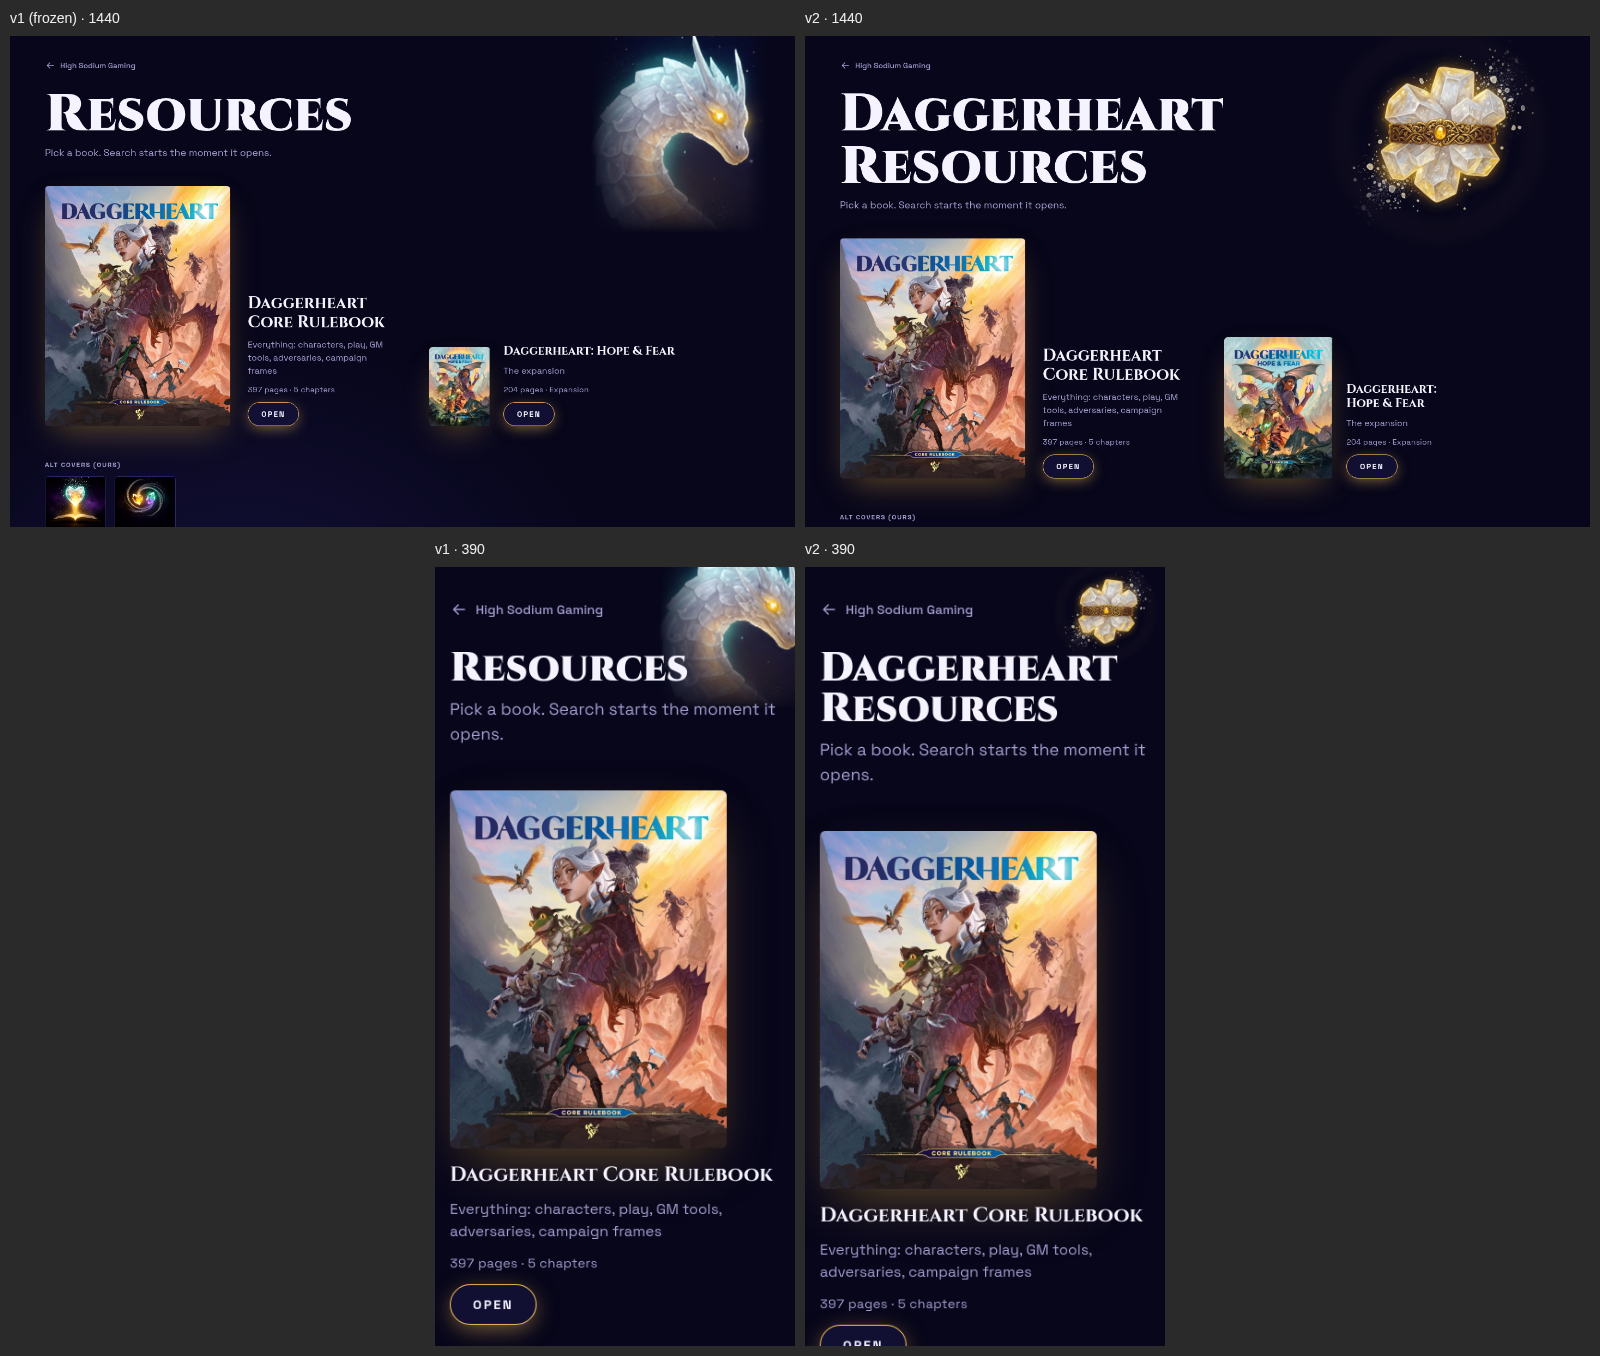 v1 (frozen) · 1440
← High Sodium Gaming
Resources
Pick a book. Search starts the moment it opens.
DAGGERHEART
CORE RULEBOOK
Daggerheart
Core Rulebook
Everything: characters, play, GM
tools, adversaries, campaign
frames
397 pages · 5 chapters
OPEN
DAGGERHEART
HOPE & FEAR
Daggerheart: Hope & Fear
The expansion
204 pages · Expansion
OPEN
ALT COVERS (OURS)
v2 · 1440
← High Sodium Gaming
Daggerheart
Resources
Pick a book. Search starts the moment it opens.
DAGGERHEART
CORE RULEBOOK
Daggerheart
Core Rulebook
Everything: characters, play, GM
tools, adversaries, campaign
frames
397 pages · 5 chapters
OPEN
DAGGERHEART
HOPE & FEAR
Daggerheart:
Hope & Fear
The expansion
204 pages · Expansion
OPEN
ALT COVERS (OURS)
v1 · 390
← High Sodium Gaming
Resources
Pick a book. Search starts the moment it
opens.
DAGGERHEART
CORE RULEBOOK
Daggerheart Core Rulebook
Everything: characters, play, GM tools,
adversaries, campaign frames
397 pages · 5 chapters
OPEN
v2 · 390
← High Sodium Gaming
Daggerheart
Resources
Pick a book. Search starts the moment it
opens.
DAGGERHEART
CORE RULEBOOK
Daggerheart Core Rulebook
Everything: characters, play, GM tools,
adversaries, campaign frames
397 pages · 5 chapters
OPEN